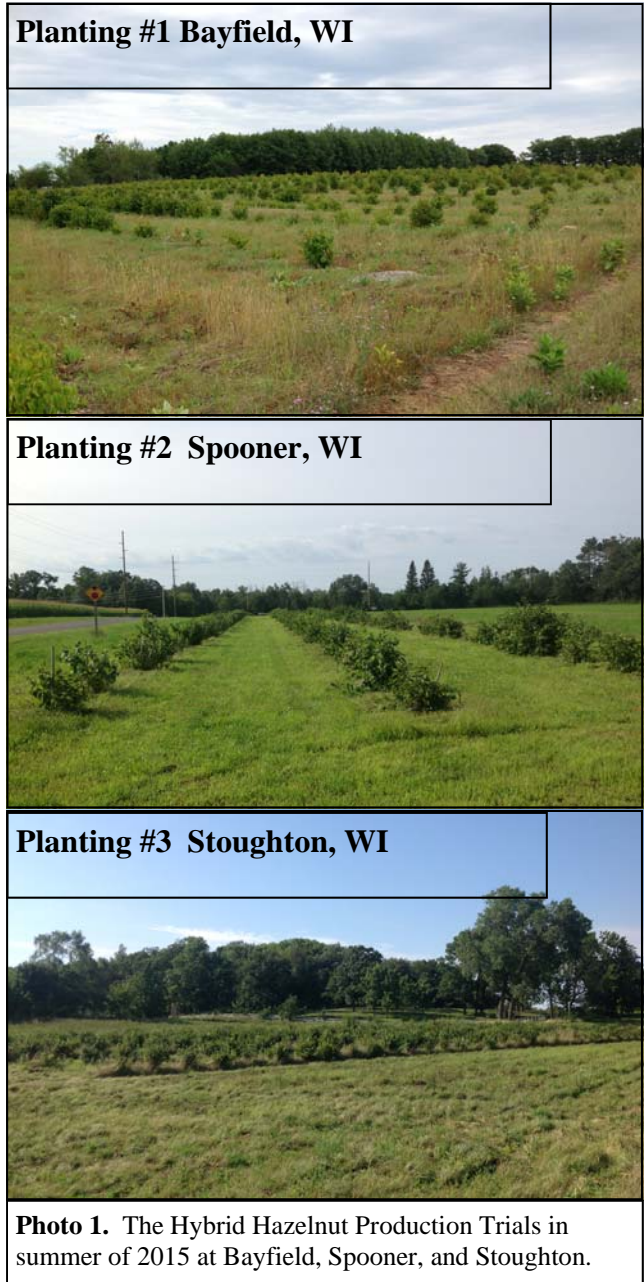 Planting #1 Bayfield, WI
Planting #2 Spooner, WI
Planting #3 Stoughton, WI
Photo 1. The Hybrid Hazelnut Production Trials in
summer of 2015 at Bayfield, Spooner, and Stoughton.